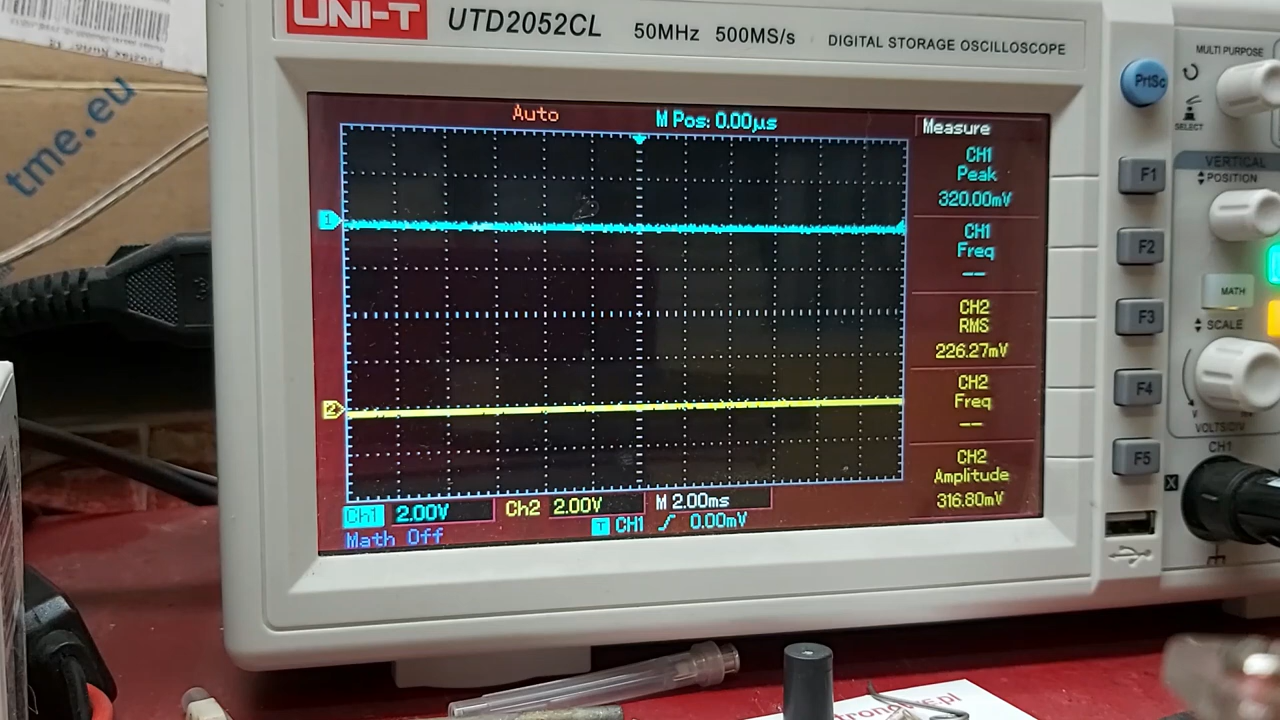 UNI-T UTD2052CL 50MHz 500MS/s DIGITAL STORAGE OSCILLOSCOPE
tme.eu
Auto M Pos: 0.00µs
Measure
CH1
Peak
320.00mV
CH1
Freq
--
CH2
RMS
226.27mV
CH2
Freq
--
CH2
Amplitude
316.80mV
1
2
Ch1 2.00V Ch2 2.00V M 2.00ms
T CH1 0.00mV
Math Off
PrtSc
F1
F2
F3
F4
F5
MULTI PURPOSE
SELECT
VERTICAL
POSITION
MATH
SCALE
V
VOLTS/DIV
CH1
X